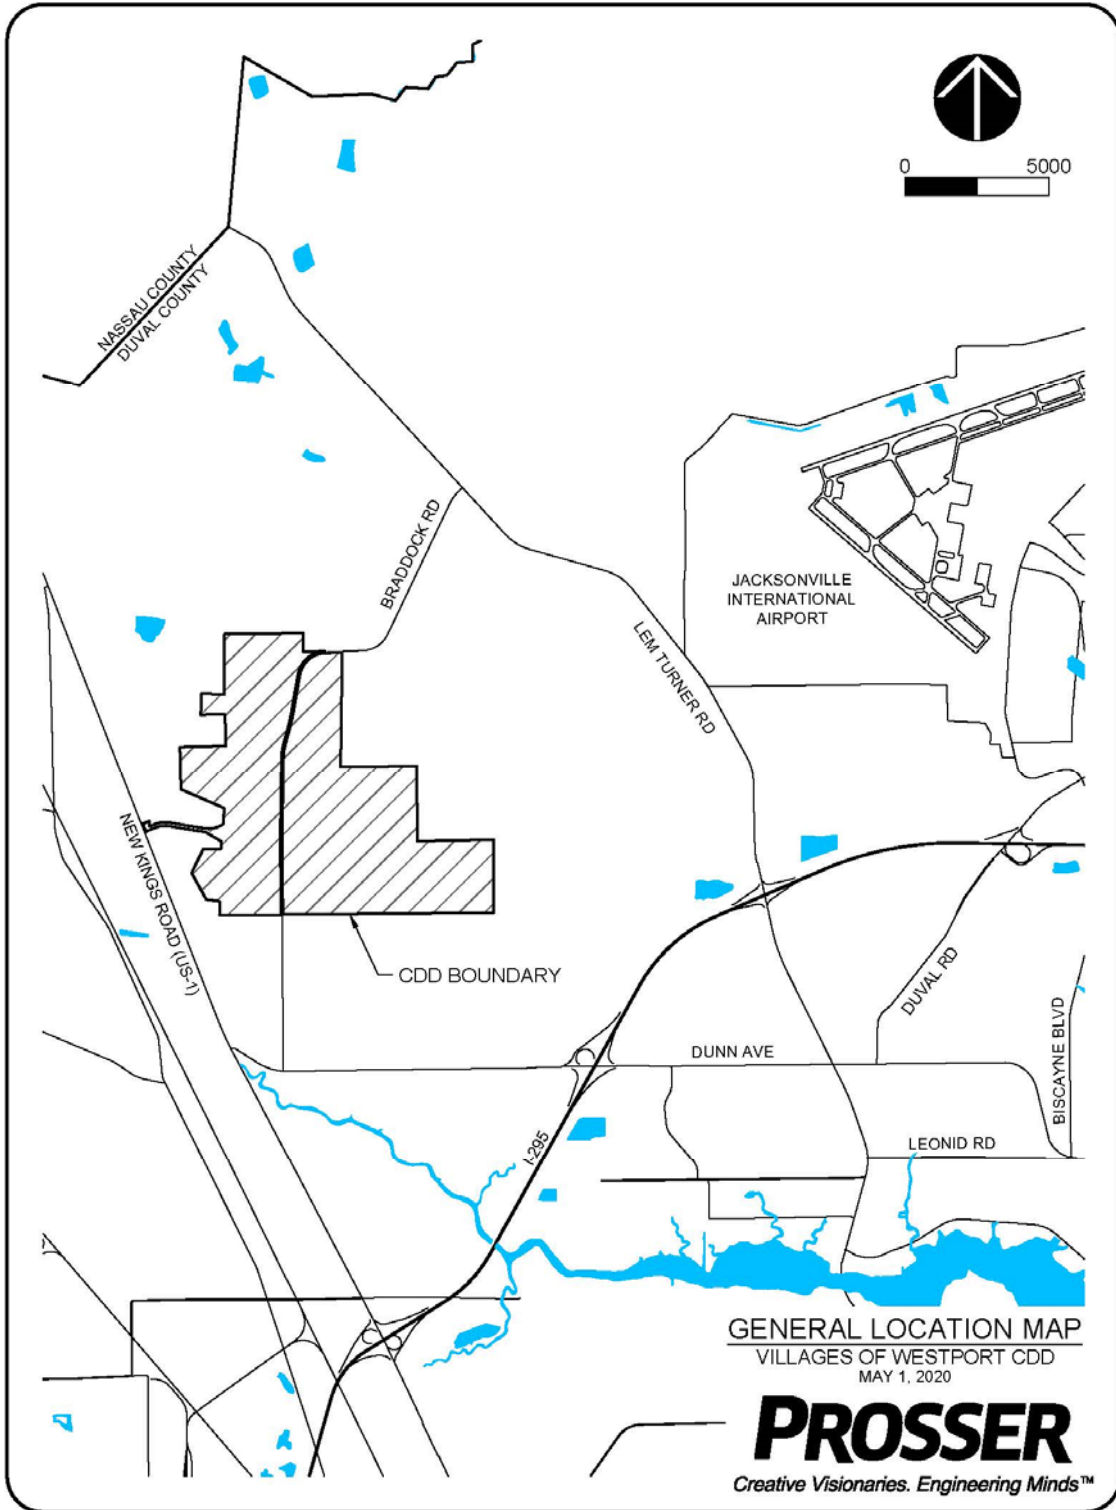 0 5000
NASSAU COUNTY
DUVAL COUNTY
BRADDOCK RD
JACKSONVILLE
INTERNATIONAL
AIRPORT
LEM TURNER RD
NEW KINGS ROAD (US-1)
CDD BOUNDARY
DUVAL RD
BISCAYNE BLVD
DUNN AVE
I-295
LEONID RD
GENERAL LOCATION MAP
VILLAGES OF WESTPORT CDD
MAY 1, 2020
PROSSER
Creative Visionaries. Engineering Minds™